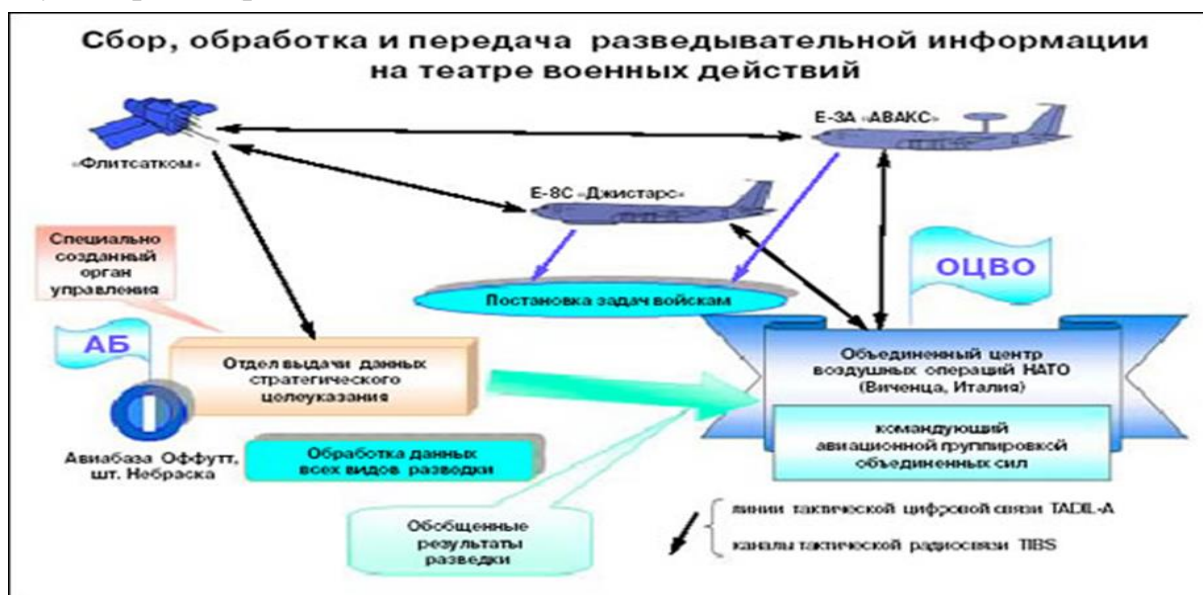 Сбор, обработка и передача разведывательной информации
на театре военных действий
Е-3А «АВАКС»
«Флитсатком»
Е-8С «Джистарс»
Специально
созданный
орган
управления
ОЦВО
Постановка задач войскам
АБ
Отдел выдачи данных
стратегического
целеуказания
Объединенный центр
воздушных операций НАТО
(Виченца, Италия)
командующий
авиационной группировкой
объединенных сил
Авиабаза Оффутт,
шт. Небраска
Обработка данных
всех видов разведки
Обобщенные
результаты
разведки
линии тактической цифровой связи TADIL-A
каналы тактической радиосвязи TIBS